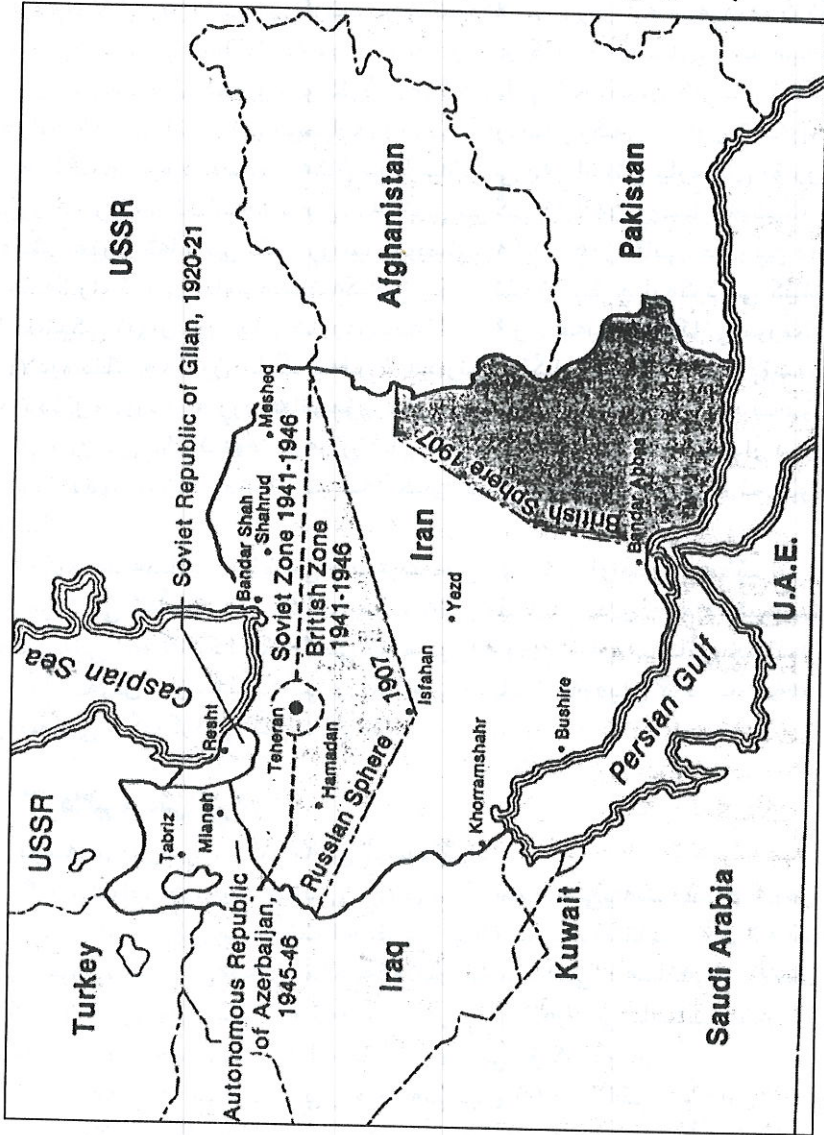 USSR
Turkey
USSR
Caspian Sea
Soviet Republic of Gilan, 1920-21
Tabriz
Mianeh
Resht
Autonomous Republic
of Azerbaijan,
1945-46
Bandar Shah
Shahrud
Meshed
Teheran
Soviet Zone 1941-1946
British Zone
1941-1946
Hamadan
Russian Sphere 1907
Isfahan
Iraq
Iran
Yezd
Afghanistan
British Sphere 1907
Khorramshahr
Bushire
Bandar Abbas
Pakistan
Kuwait
Persian Gulf
Saudi Arabia
U.A.E.